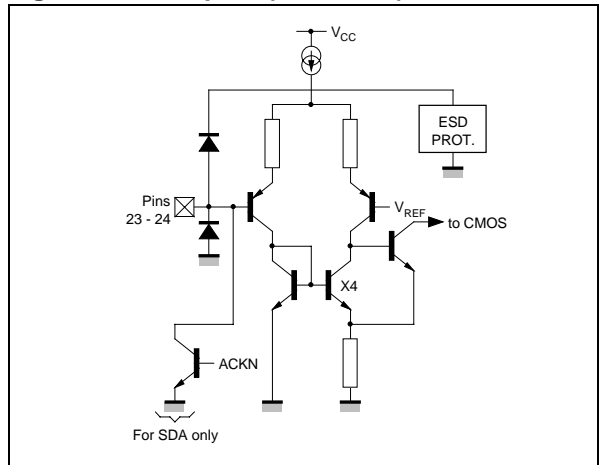 VCC
ESD
PROT.
Pins
23 - 24
VREF
to CMOS
X4
ACKN
For SDA only